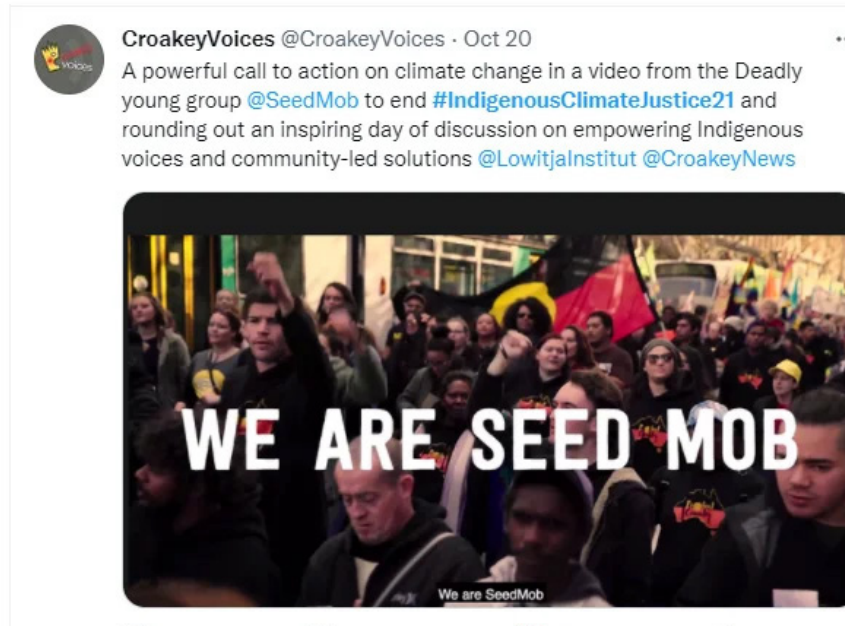 CroakeyVoices @CroakeyVoices · Oct 20
A powerful call to action on climate change in a video from the Deadly
young group @SeedMob to end #IndigenousClimateJustice21 and
rounding out an inspiring day of discussion on empowering Indigenous
voices and community-led solutions @LowitjaInstitut @CroakeyNews
WE ARE SEED MOB
We are SeedMob